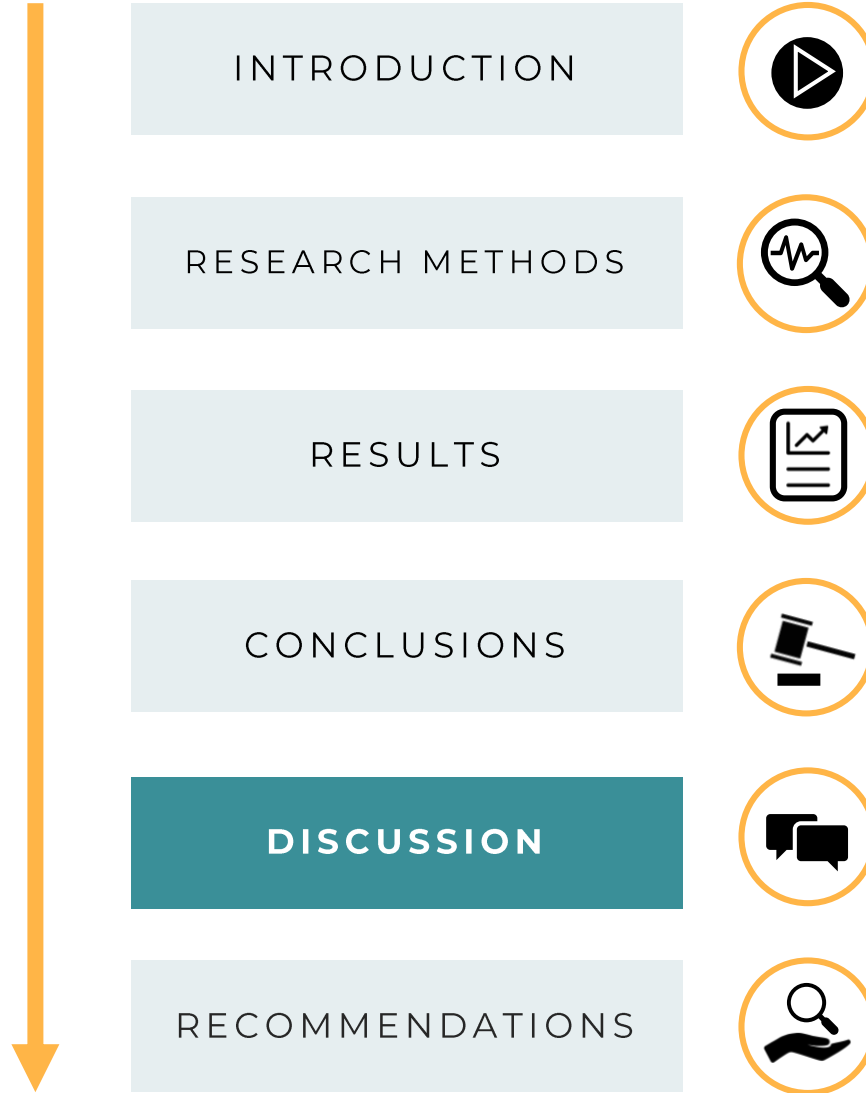 INTRODUCTION
RESEARCH METHODS
RESULTS
CONCLUSIONS
DISCUSSION
RECOMMENDATIONS